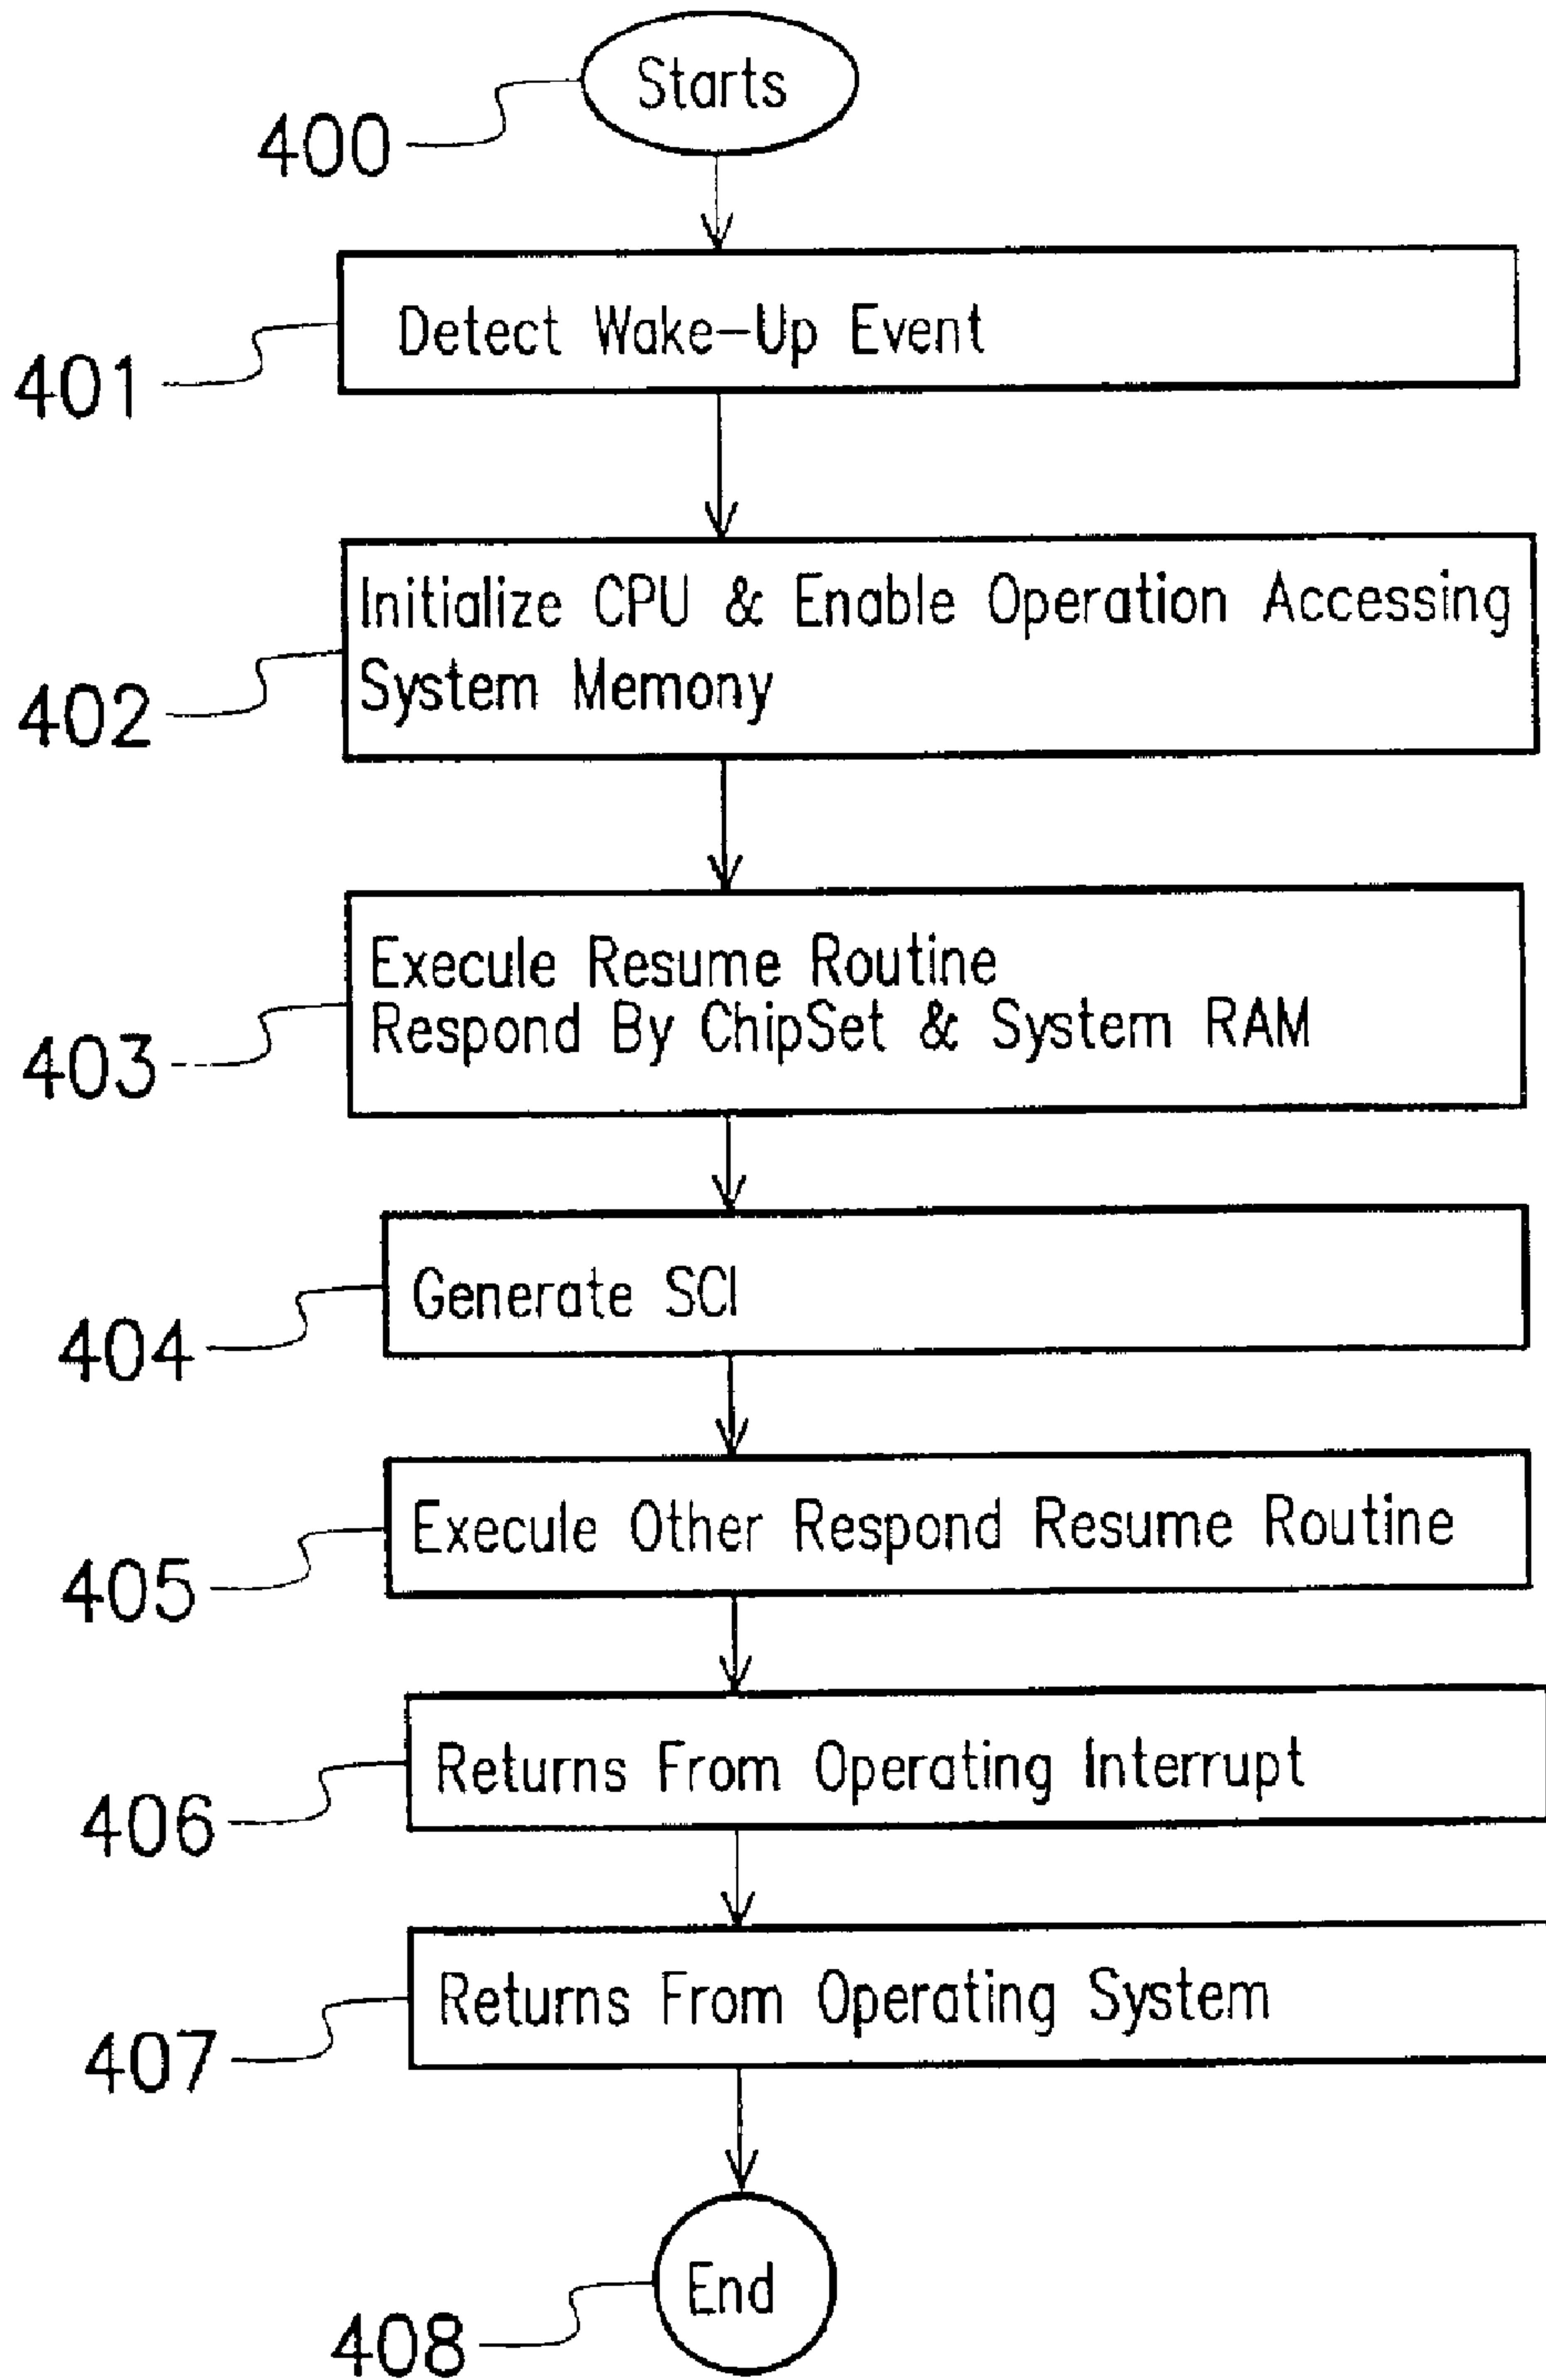 Starts
400
Detect Wake-Up Event
401
Initialize CPU & Enable Operation Accessing
System Memony
402
Execule Resume Routine
Respond By ChipSet & System RAM
403
Generate SCI
404
Execule Other Respond Resume Routine
405
Returns From Operating Interrupt
406
Returns From Operating System
407
End
408